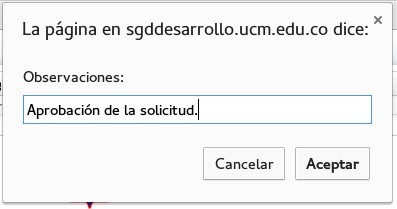 La página en sgddesarrollo.ucm.edu.co dice:
Observaciones:
Aprobación de la solicitud.
Cancelar
Aceptar